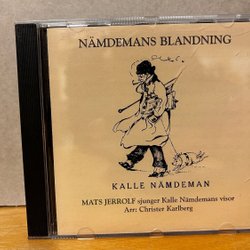 NÄMDEMANS BLANDNING
KALLE NÄMDEMAN
MATS JERROLF sjunger Kalle Nämdemans visor
Arr: Christer Karlberg